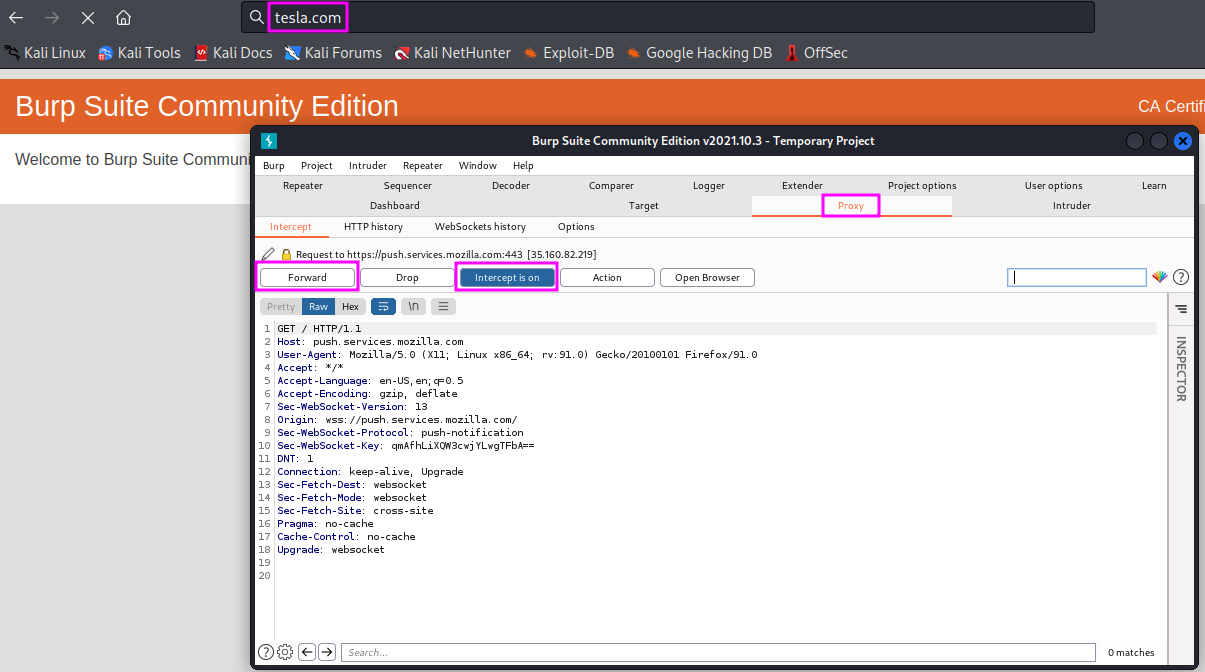 tesla.com
Kali Linux Kali Tools Kali Docs Kali Forums Kali NetHunter Exploit-DB Google Hacking DB OffSec
Burp Suite Community Edition
CA Certifi
Welcome to Burp Suite Communi
Burp Suite Community Edition v2021.10.3 - Temporary Project
Burp Project Intruder Repeater Window Help
Repeater Sequencer Decoder Comparer Logger Extender Project options User options Learn
Dashboard Target Proxy Intruder
Intercept HTTP history WebSockets history Options
Request to https://push.services.mozilla.com:443 [35.160.82.219]
Forward Drop Intercept is on Action Open Browser ?
Pretty Raw Hex \n
1 GET / HTTP/1.1
2 Host: push.services.mozilla.com
3 User-Agent: Mozilla/5.0 (X11; Linux x86_64; rv:91.0) Gecko/20100101 Firefox/91.0
4 Accept: */*
5 Accept-Language: en-US,en;q=0.5
6 Accept-Encoding: gzip, deflate
7 Sec-WebSocket-Version: 13
8 Origin: wss://push.services.mozilla.com/
9 Sec-WebSocket-Protocol: push-notification
10 Sec-WebSocket-Key: qmAfhLiXQW3cwjYLwgTFbA==
11 DNT: 1
12 Connection: keep-alive, Upgrade
13 Sec-Fetch-Dest: websocket
14 Sec-Fetch-Mode: websocket
15 Sec-Fetch-Site: cross-site
16 Pragma: no-cache
17 Cache-Control: no-cache
18 Upgrade: websocket
19
20
INSPECTOR
? Search... 0 matches